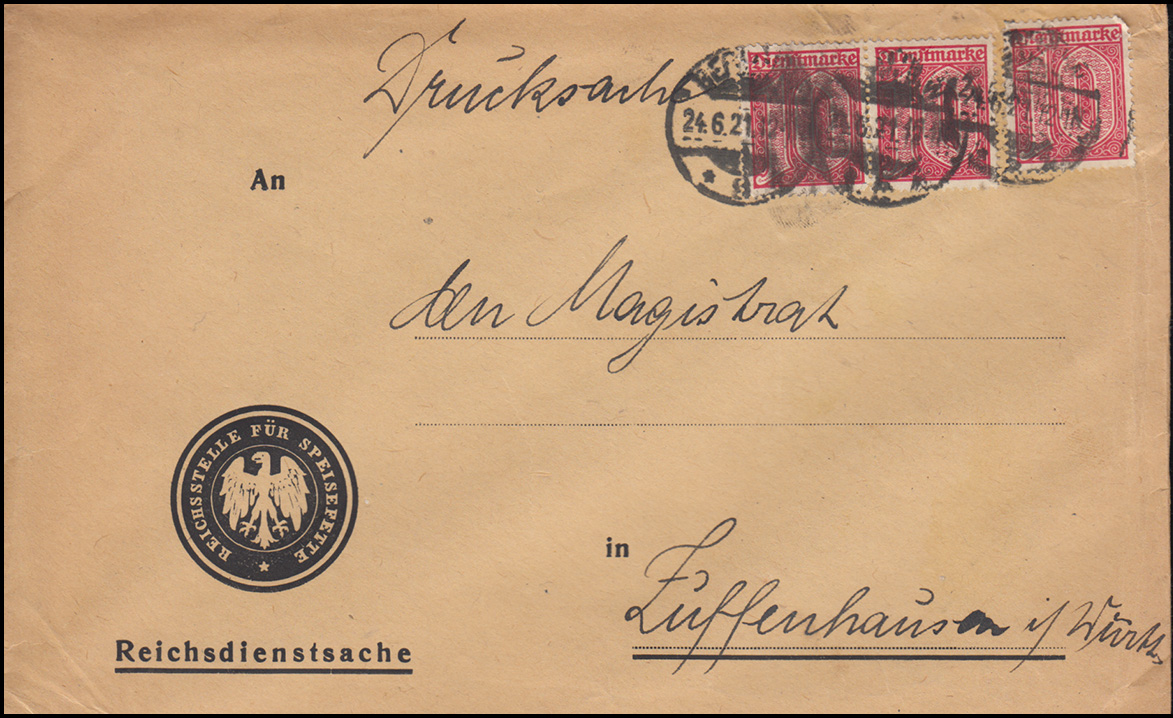 Drucksache
Dienstmarke Dienstmarke Dienstmarke
24.6.21
An
den Magistrat
REICHSSTELLE FÜR SPEISEFETTE
in
Zuffenhausen i/ Württ.
Reichsdienstsache